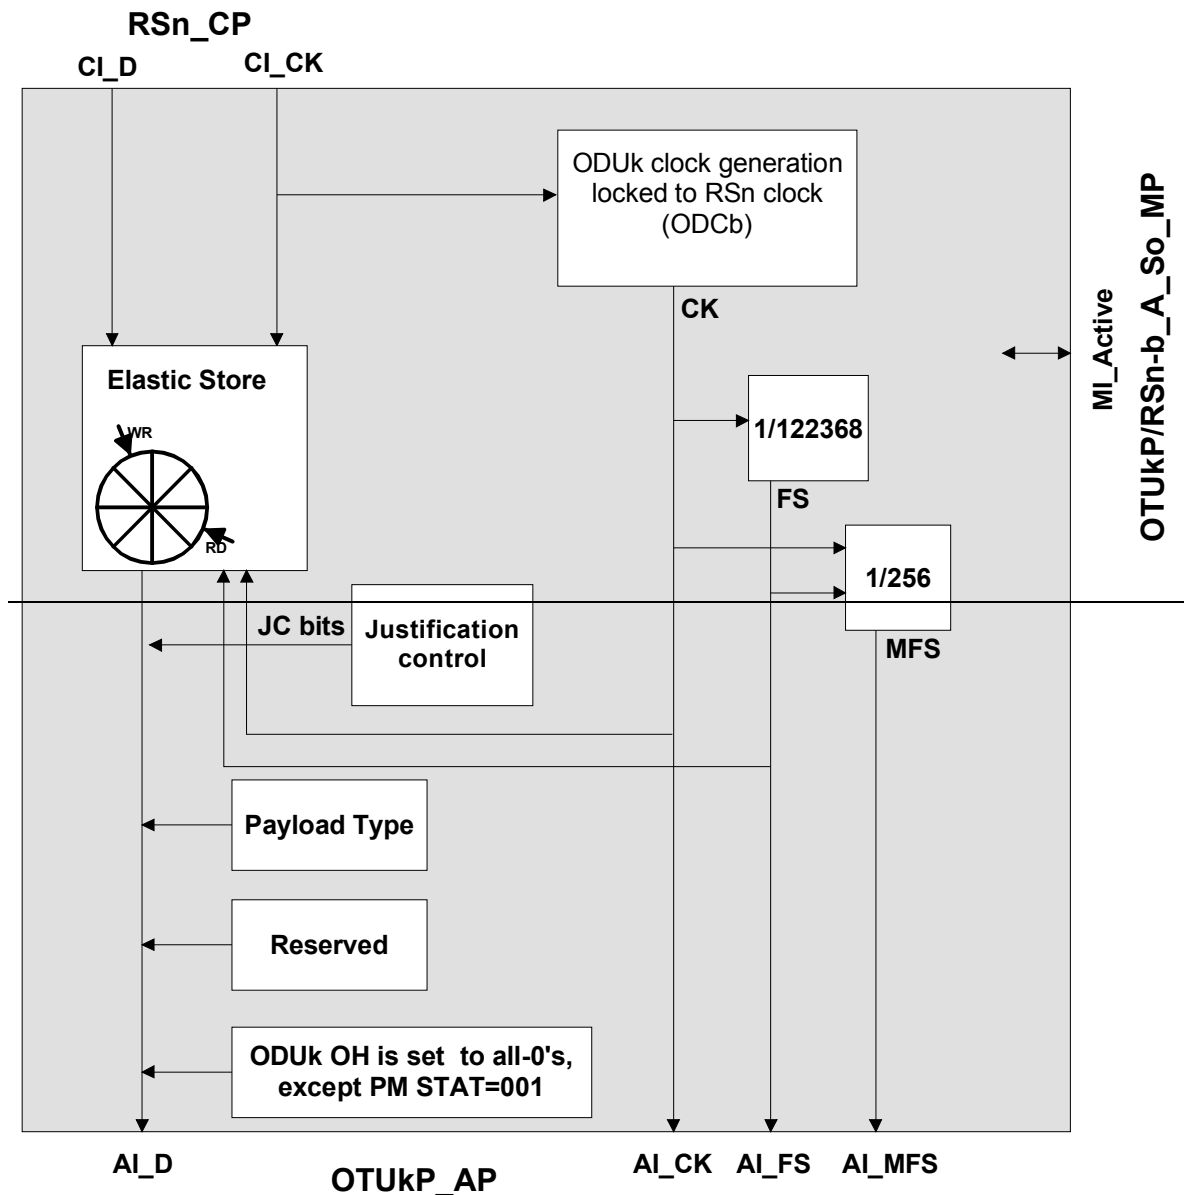 RSn_CP
CI_D
CI_CK
ODUk clock generation
locked to RSn clock
(ODCb)
CK
MI_Active
OTUkP/RSn-b_A_So_MP
Elastic Store
WR
RD
1/122368
FS
1/256
MFS
JC bits
Justification
control
Payload Type
Reserved
ODUk OH is set to all-0's,
except PM STAT=001
AI_D
AI_CK
AI_FS
AI_MFS
OTUkP_AP